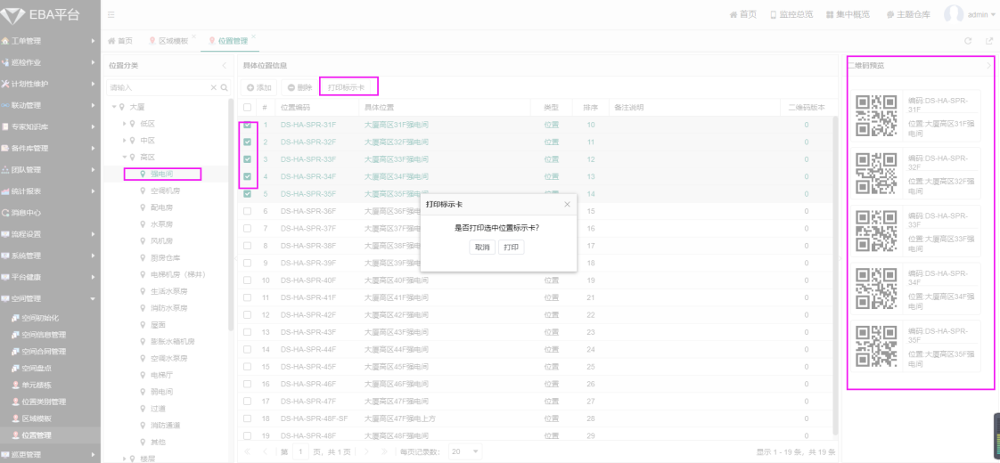 EBA平台
首页 监控总览 集中概览 主题仓库 admin
工单管理
巡检作业
计划性维护
联动管理
专家知识库
备件库管理
团队管理
统计报表
消息中心
流程设置
系统管理
平台健康
空间管理
空间初始化
空间信息管理
空间合同管理
空间盘点
单元楼栋
位置类别管理
区域模板
位置管理
巡更管理
首页 区域模板 位置管理
位置分类
请输入
大厦
低区
中区
高区
强电间
空调机房
配电房
水泵房
风机房
厨房仓库
电梯机房（梯井）
生活水泵房
消防水泵房
屋面
膨胀水箱机房
空调水泵房
电梯厅
弱电间
过道
消防通道
其他
楼层
具体位置信息
添加 删除 打印标示卡
# 位置编码 具体位置 类型 排序 备注说明 二维码版本
1 DS-HA-SPR-31F 大厦高区31F强电间 位置 10 0
2 DS-HA-SPR-32F 大厦高区32F强电间 位置 11 0
3 DS-HA-SPR-33F 大厦高区33F强电间 位置 12 0
4 DS-HA-SPR-34F 大厦高区34F强电间 位置 13 0
5 DS-HA-SPR-35F 大厦高区35F强电 位置 14 0
6 DS-HA-SPR-36F 大厦高区36F强电 15 0
7 DS-HA-SPR-37F 大厦高区37F强电 16 0
8 DS-HA-SPR-38F 大厦高区38F强电 17 0
9 DS-HA-SPR-39F 大厦高区39F强电 18 0
10 DS-HA-SPR-40F 大厦高区40F强电间 位置 19 0
11 DS-HA-SPR-41F 大厦高区41F强电间 位置 21 0
12 DS-HA-SPR-42F 大厦高区42F强电间 位置 22 0
13 DS-HA-SPR-43F 大厦高区43F强电间 位置 23 0
14 DS-HA-SPR-44F 大厦高区44F强电间 位置 24 0
15 DS-HA-SPR-45F 大厦高区45F强电间 位置 25 0
16 DS-HA-SPR-46F 大厦高区46F强电间 位置 26 0
17 DS-HA-SPR-47F 大厦高区47F强电间 位置 27 0
18 DS-HA-SPR-48F-SF 大厦高区47F强电上方 位置 28 0
19 DS-HA-SPR-48F 大厦高区48F强电间 位置 29 0
第 1 页，共 1 页 每页记录数： 20 显示 1 - 19 条，共 19 条
打印标示卡
是否打印选中位置标示卡？
取消 打印
二维码预览
编码:DS-HA-SPR-
31F
位置:大厦高区31F强
电间
编码:DS-HA-SPR-
32F
位置:大厦高区32F强
电间
编码:DS-HA-SPR-
33F
位置:大厦高区33F强
电间
编码:DS-HA-SPR-
34F
位置:大厦高区34F强
电间
编码:DS-HA-SPR-
35F
位置:大厦高区35F强
电间